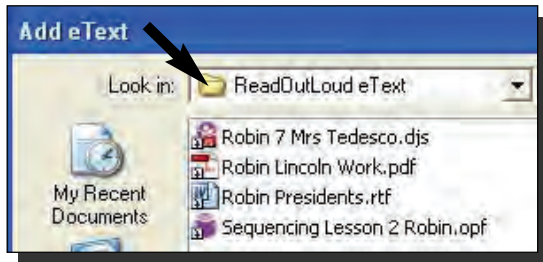 Add eText
Look in: ReadOutLoud eText
Robin 7 Mrs Tedesco.djs
Robin Lincoln Work.pdf
Robin Presidents.rtf
Sequencing Lesson 2 Robin.opf
My Recent
Documents